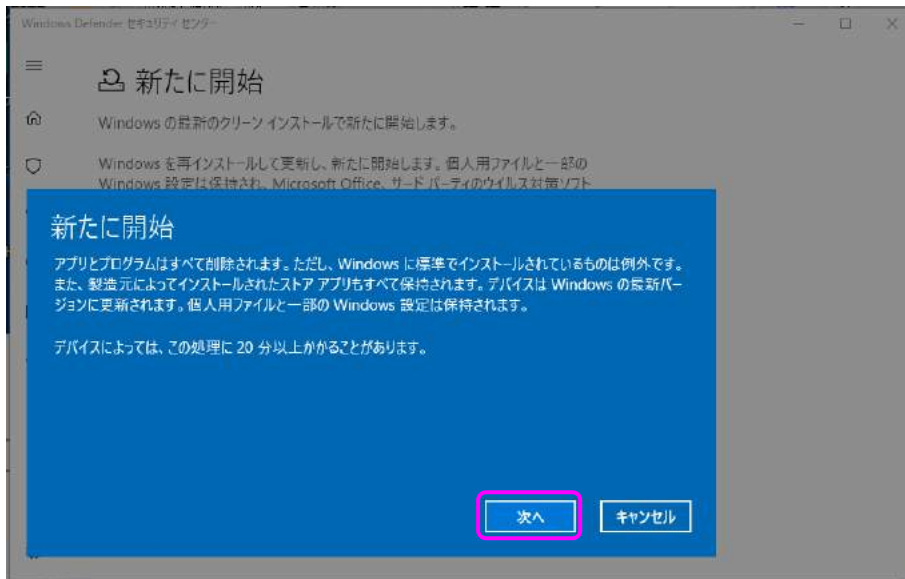 Windows Defender セキュリティ センター
新たに開始
Windows の最新のクリーン インストールで新たに開始します。
Windows を再インストールして更新し、新たに開始します。個人用ファイルと一部の
Windows 設定は保持され、Microsoft Office、サード パーティのウイルス対策ソフト
新たに開始
アプリとプログラムはすべて削除されます。ただし、Windows に標準でインストールされているものは例外です。
また、製造元によってインストールされたストア アプリもすべて保持されます。デバイスは Windows の最新バー
ジョンに更新されます。個人用ファイルと一部の Windows 設定は保持されます。
デバイスによっては、この処理に 20 分以上かかることがあります。
次へ
キャンセル